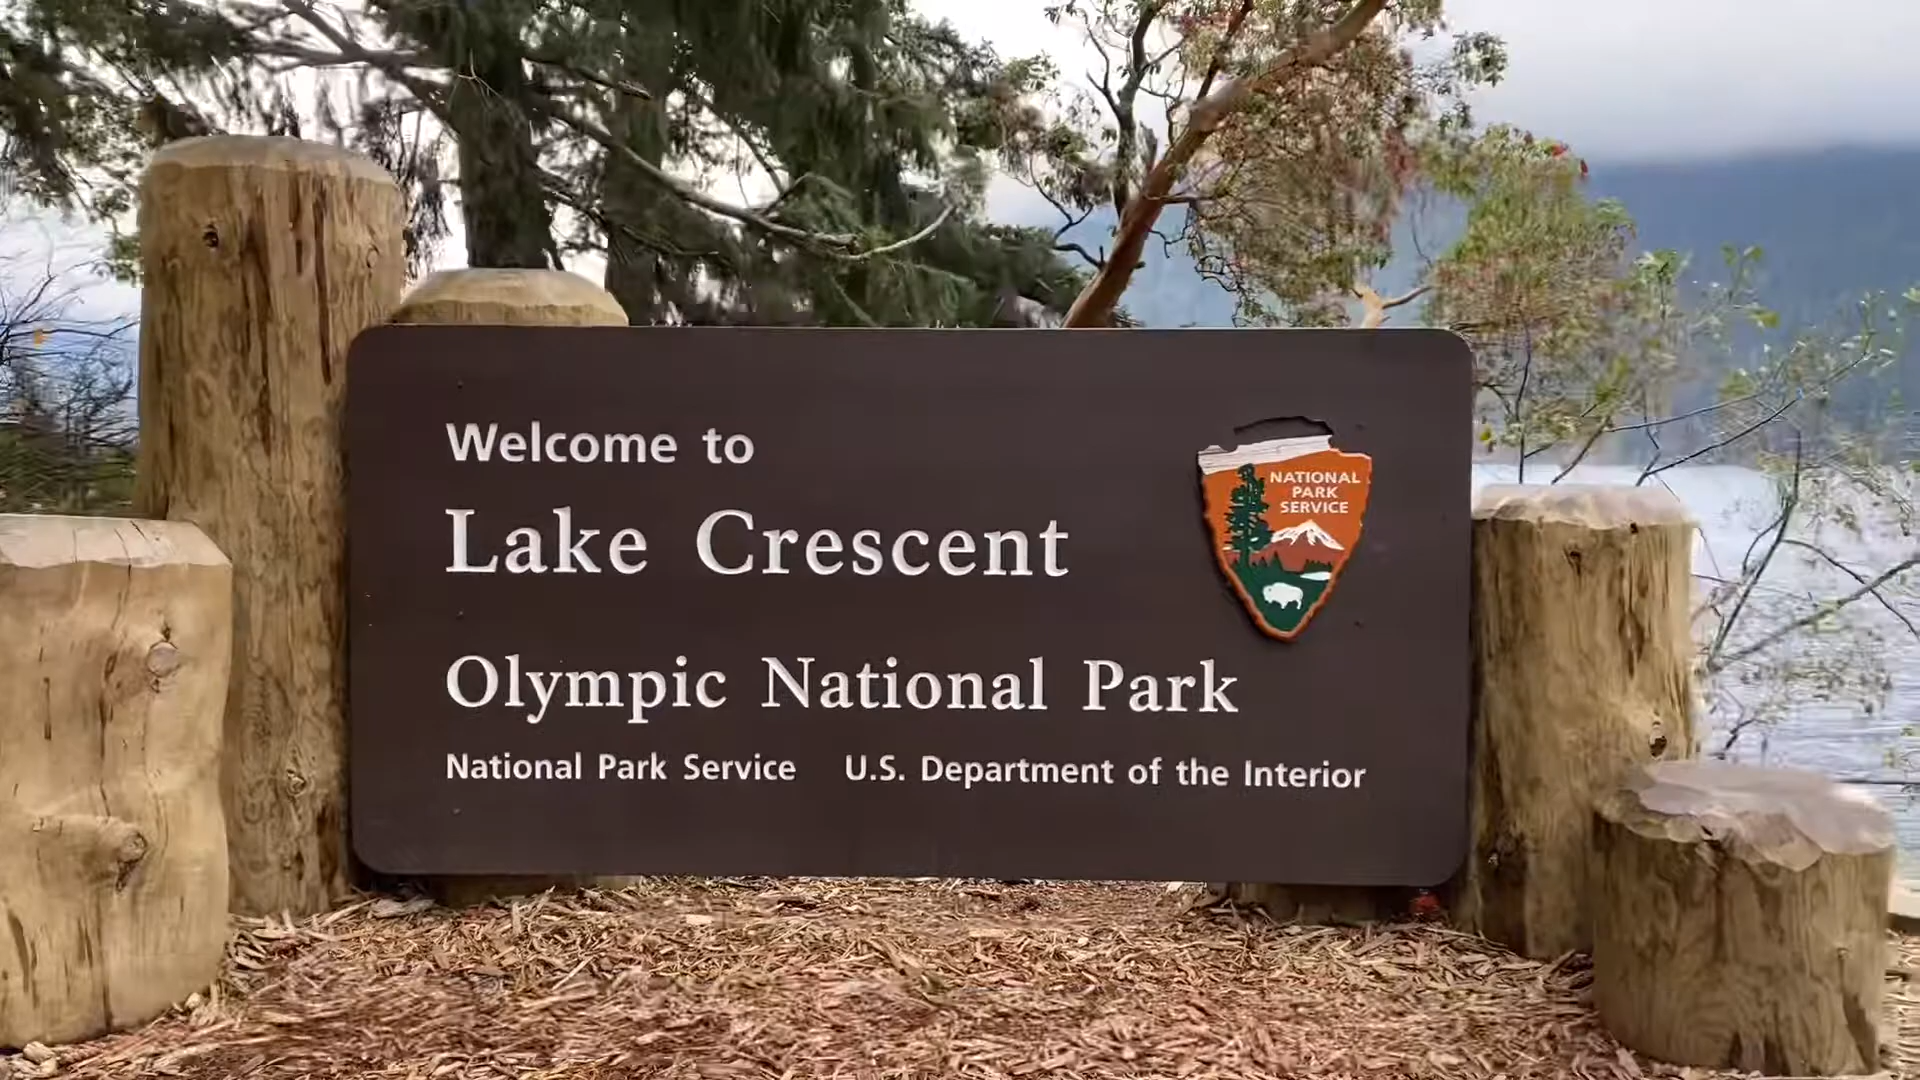 Welcome to
Lake Crescent
NATIONAL
PARK
SERVICE
Olympic National Park
National Park Service U.S. Department of the Interior